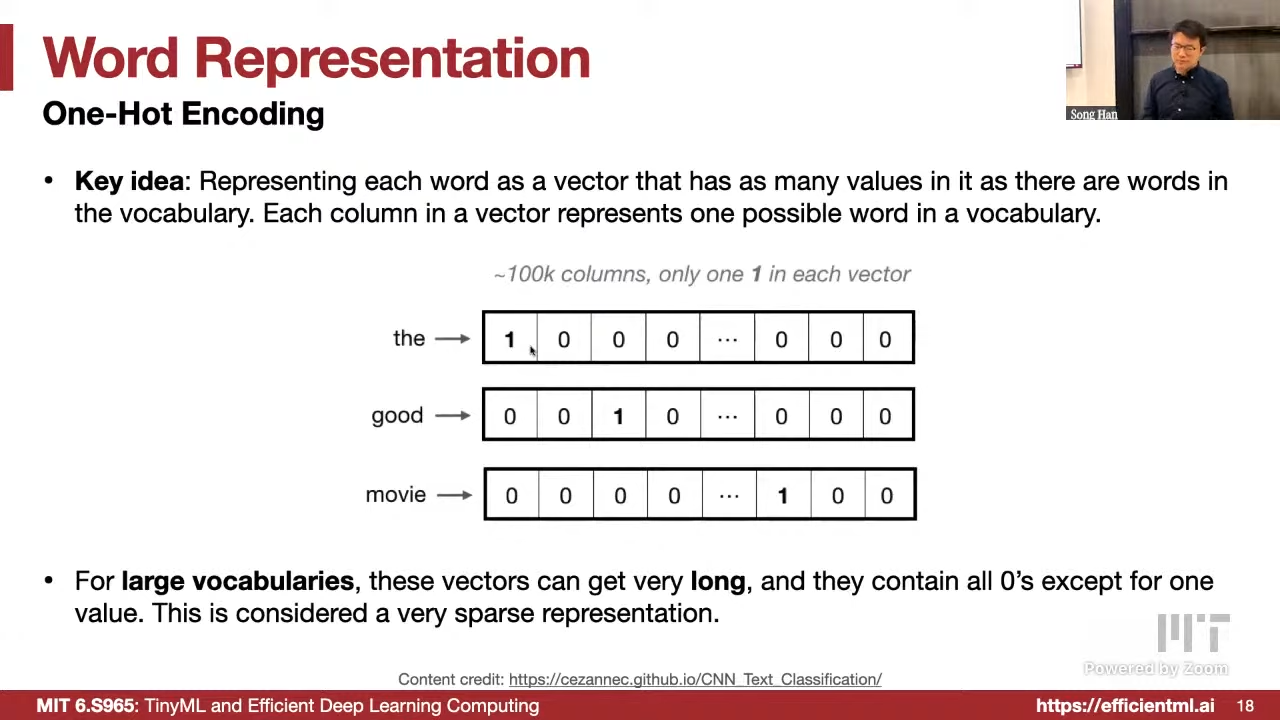 Word Representation
One-Hot Encoding
Song Han
• Key idea: Representing each word as a vector that has as many values in it as there are words in
the vocabulary. Each column in a vector represents one possible word in a vocabulary.
~100k columns, only one 1 in each vector
the 1 0 0 0 ... 0 0 0
good 0 0 1 0 ... 0 0 0
movie 0 0 0 0 ... 1 0 0
• For large vocabularies, these vectors can get very long, and they contain all 0's except for one
value. This is considered a very sparse representation.
MIT
Powered by Zoom
Content credit: https://cezannec.github.io/CNN_Text_Classification/
MIT 6.S965: TinyML and Efficient Deep Learning Computing
https://efficientml.ai 18